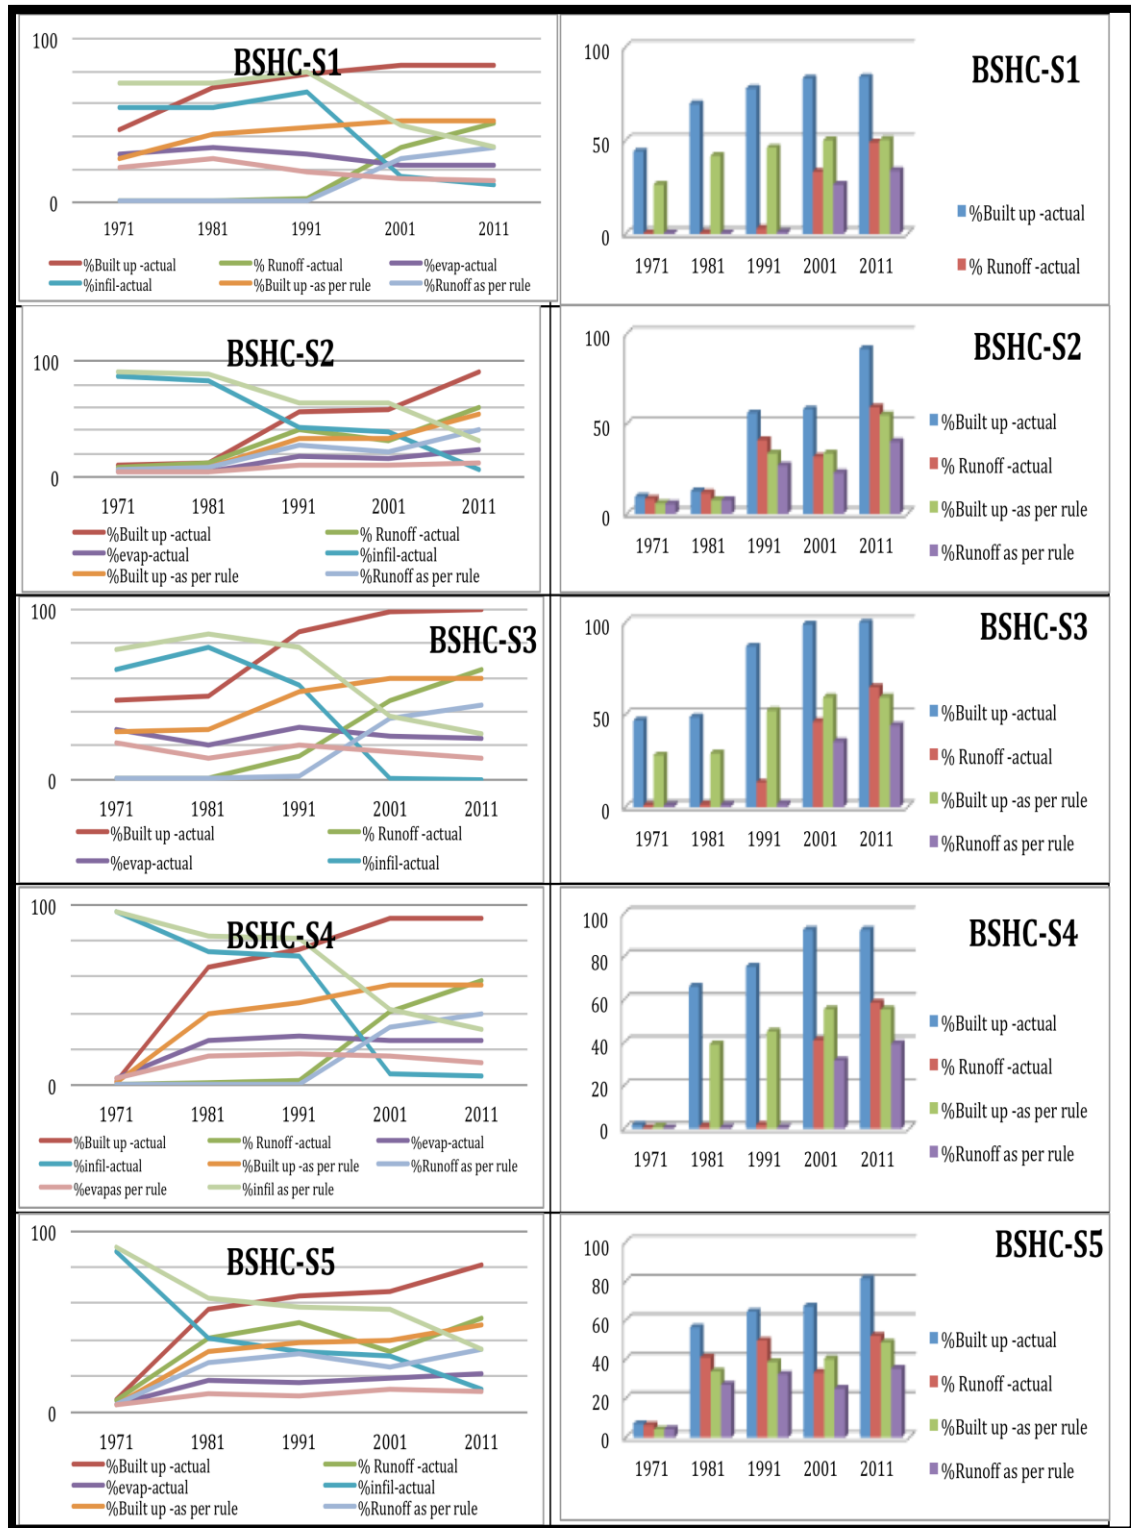 100
BSHC-S1
0
1971 1981 1991 2001 2011
%Built up -actual % Runoff -actual %evap-actual
%infil-actual %Built up -as per rule %Runoff as per rule
100
BSHC-S1
50
%Built up -actual
0
1971 1981 1991 2001 2011
% Runoff -actual
BSHC-S2
100
0
1971 1981 1991 2001 2011
%Built up -actual % Runoff -actual
%evap-actual %infil-actual
%Built up -as per rule %Runoff as per rule
100
BSHC-S2
50
0
1971 1981 1991 2001 2011
%Built up -actual
% Runoff -actual
%Built up -as per rule
%Runoff as per rule
100
BSHC-S3
0
1971 1981 1991 2001 2011
%Built up -actual % Runoff -actual
%evap-actual %infil-actual
100
BSHC-S3
50
0
1971 1981 1991 2001 2011
%Built up -actual
% Runoff -actual
%Built up -as per rule
%Runoff as per rule
100
BSHC-S4
0
1971 1981 1991 2001 2011
%Built up -actual % Runoff -actual %evap-actual
%infil-actual %Built up -as per rule %Runoff as per rule
%evapas per rule %infil as per rule
100
BSHC-S4
80
60
40
20
0
1971 1981 1991 2001 2011
%Built up -actual
% Runoff -actual
%Built up -as per rule
%Runoff as per rule
100
BSHC-S5
0
1971 1981 1991 2001 2011
%Built up -actual % Runoff -actual
%evap-actual %infil-actual
%Built up -as per rule %Runoff as per rule
BSHC-S5
100
80
60
40
20
0
1971 1981 1991 2001 2011
%Built up -actual
% Runoff -actual
%Built up -as per rule
%Runoff as per rule